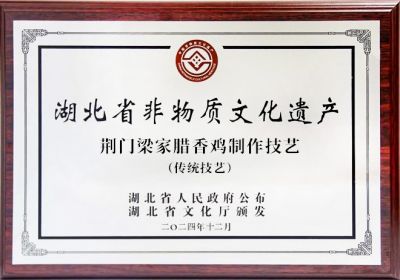 湖北省非物质文化遗产
荆门梁家腊香鸡制作技艺
(传统技艺)
湖北省人民政府公布
湖北省文化厅颁发
二〇二四年十二月